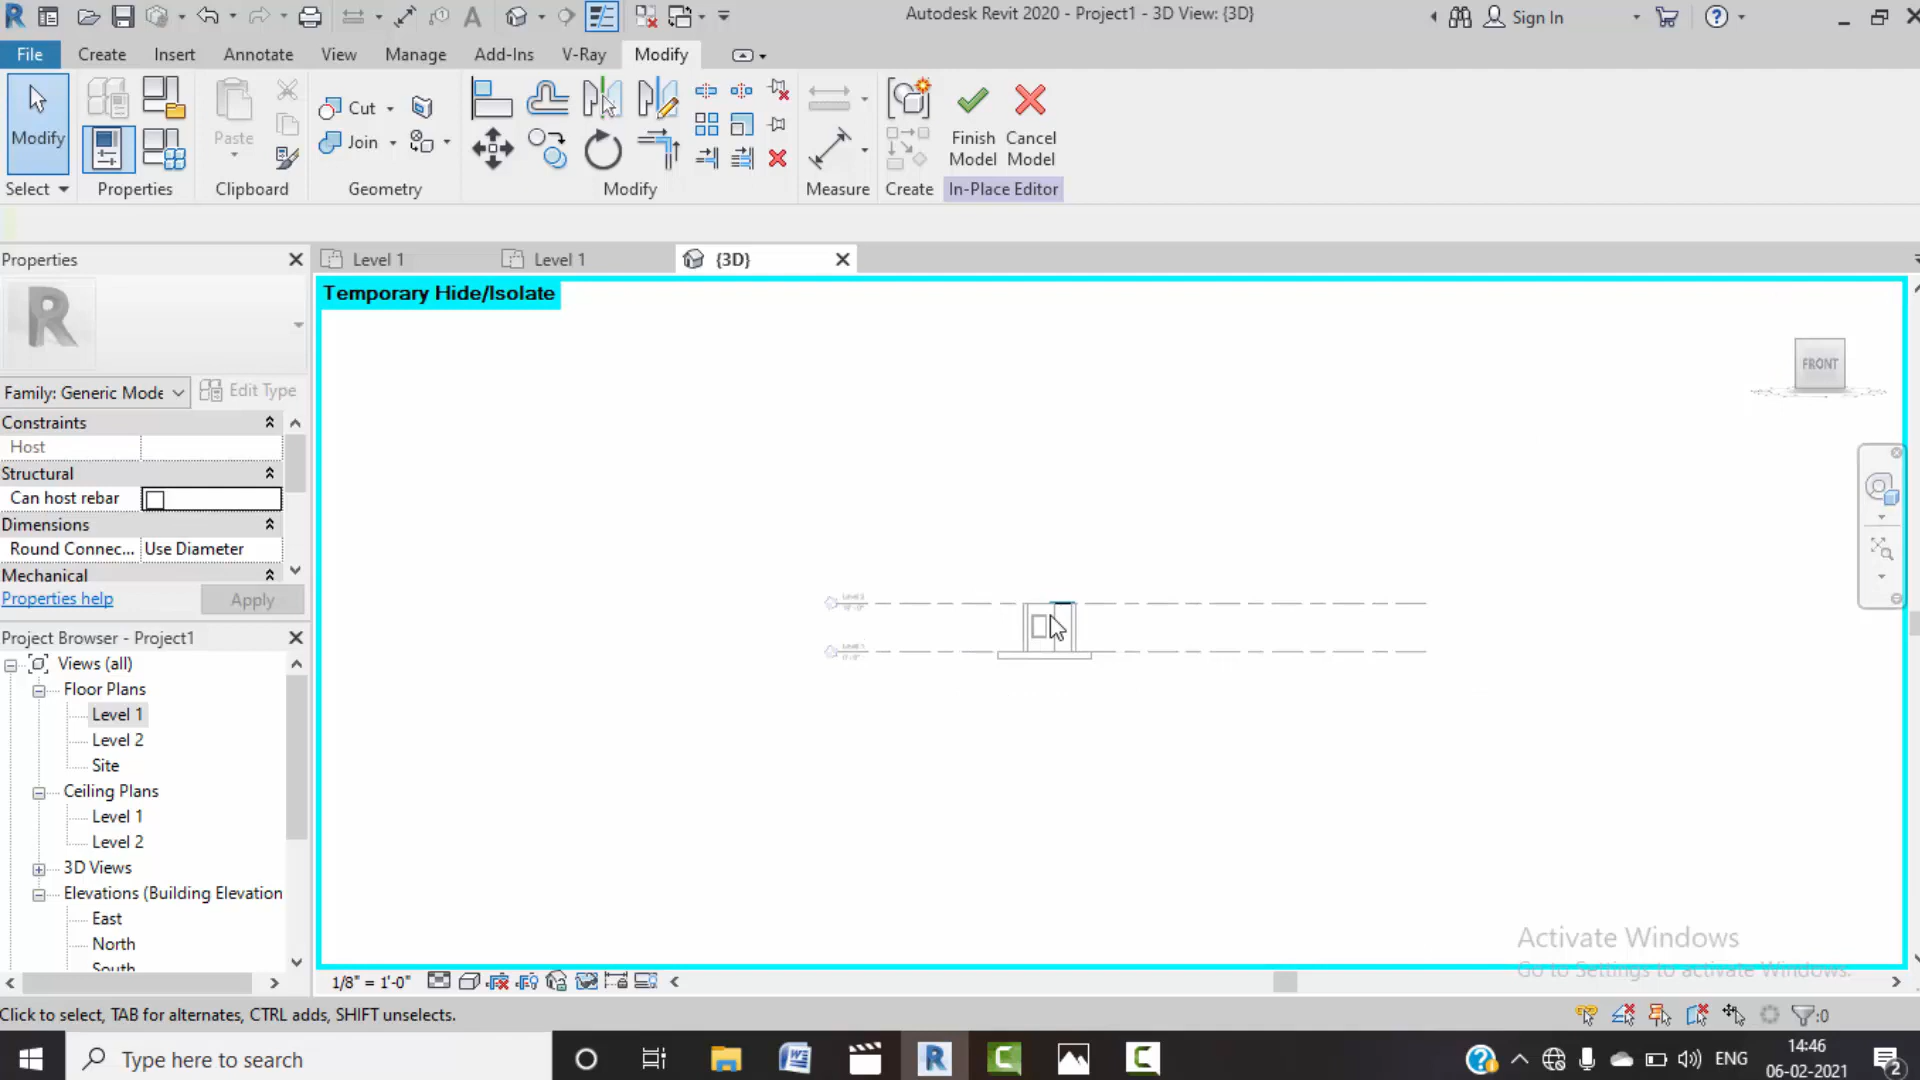 Autodesk Revit 2020 - Project1 - 3D View: {3D}
Sign In
File
Create
Insert
Annotate
View
Manage
Add-Ins
V-Ray
Modify
Modify
Paste
Cut
Join
Finish Model
Cancel Model
Select
Properties
Clipboard
Geometry
Modify
Measure
Create
In-Place Editor
Properties
Level 1
Level 1
{3D}
Temporary Hide/Isolate
FRONT
Family: Generic Mode
Edit Type
Constraints
Host
Structural
Can host rebar
Dimensions
Round Connec...
Use Diameter
Mechanical
Properties help
Apply
Project Browser - Project1
Views (all)
Floor Plans
Level 1
Level 2
Site
Ceiling Plans
Level 1
Level 2
3D Views
Elevations (Building Elevation
East
North
South
Activate Windows
Go to Settings to activate Windows.
1/8" = 1'-0"
Click to select, TAB for alternates, CTRL adds, SHIFT unselects.
:0
Type here to search
ENG
14:46
06-02-2021
2